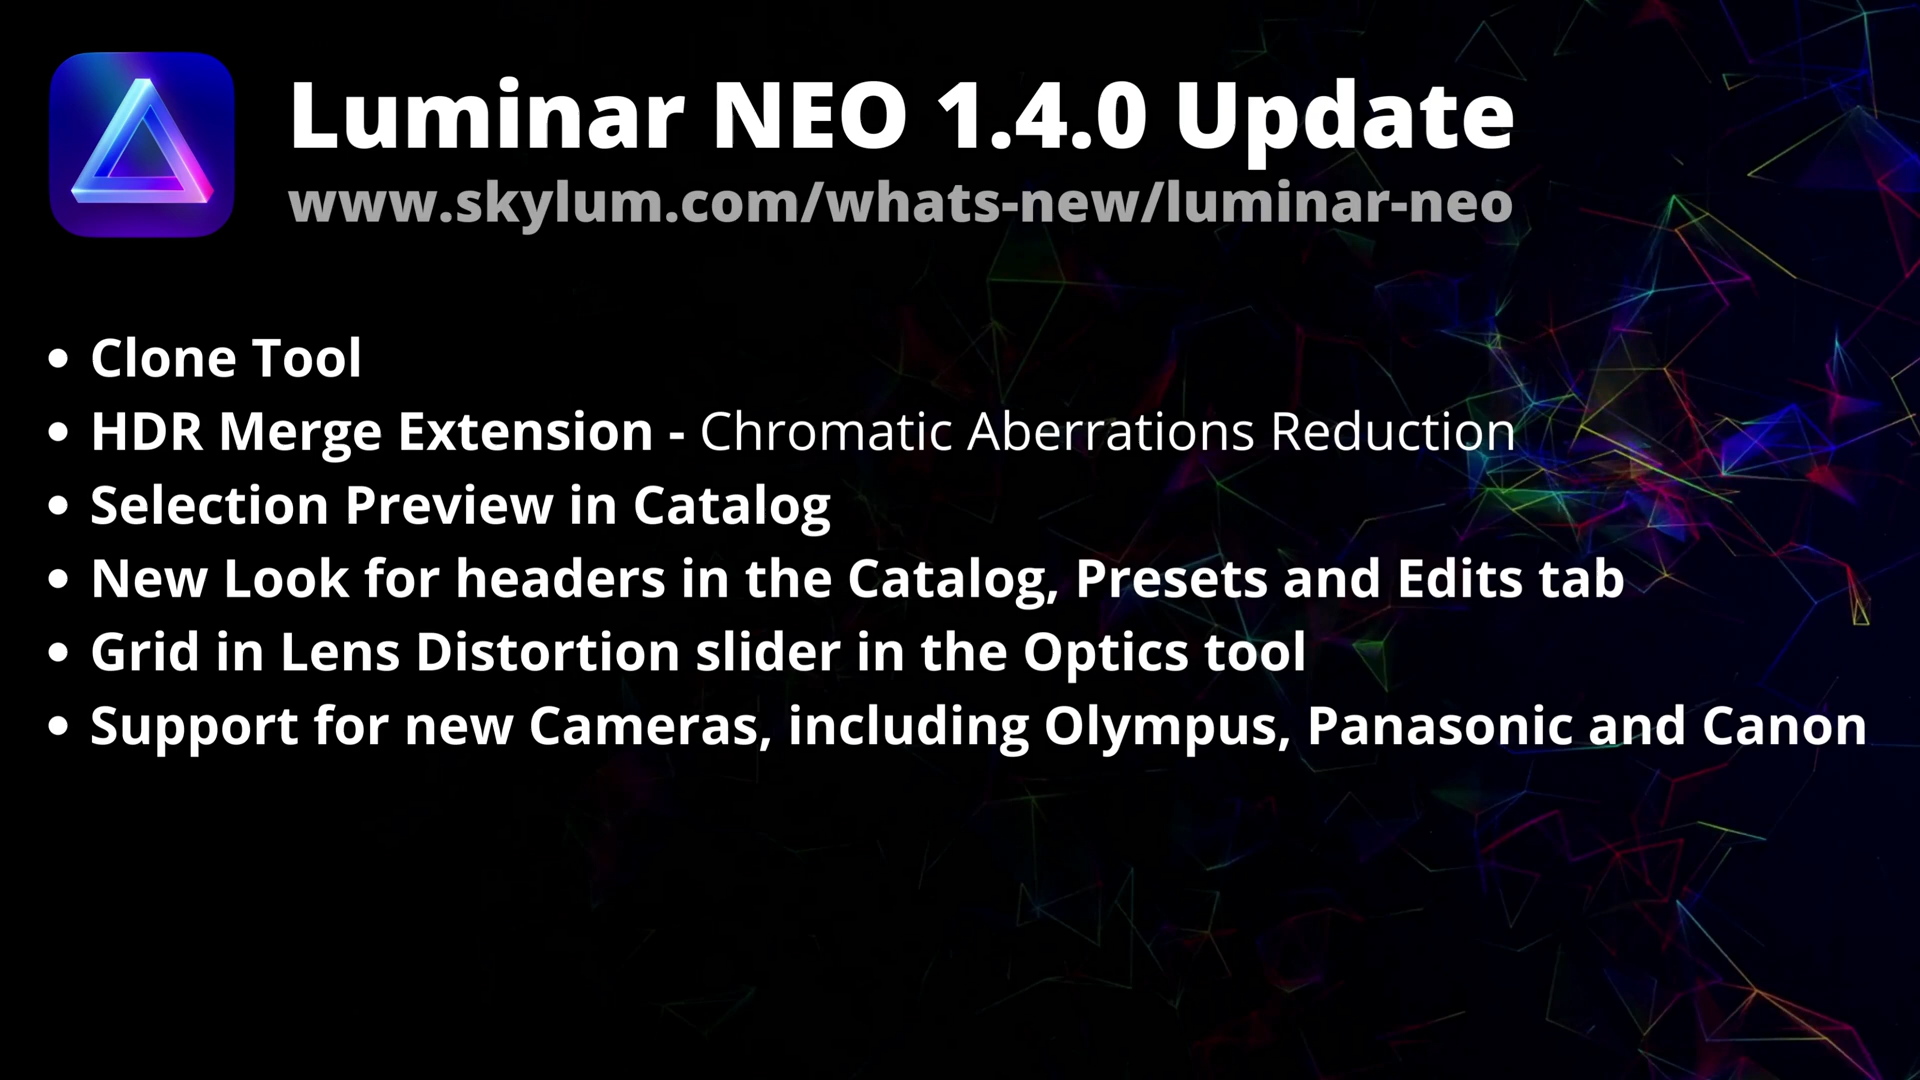 Luminar NEO 1.4.0 Update
www.skylum.com/whats-new/luminar-neo
• Clone Tool
• HDR Merge Extension - Chromatic Aberrations Reduction
• Selection Preview in Catalog
• New Look for headers in the Catalog, Presets and Edits tab
• Grid in Lens Distortion slider in the Optics tool
• Support for new Cameras, including Olympus, Panasonic and Canon